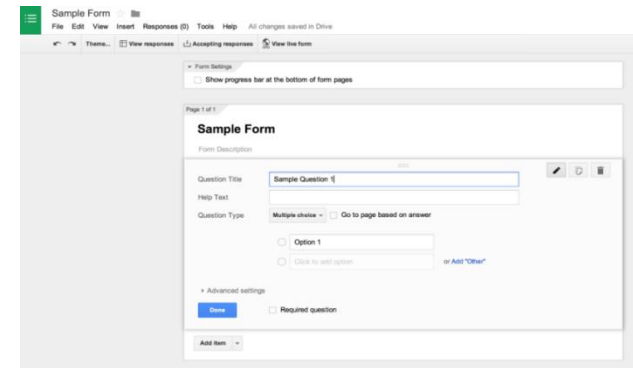 Sample Form
File Edit View Insert Responses (0) Tools Help All changes saved in Drive
Theme... View responses Accepting responses View live form
Form Settings
Show progress bar at the bottom of form pages
Page 1 of 1
Sample Form
Form Description
Question Title Sample Question 1
Help Text
Question Type Multiple choice Go to page based on answer
Option 1
Click to add option or Add "Other"
Advanced settings
Done Required question
Add item